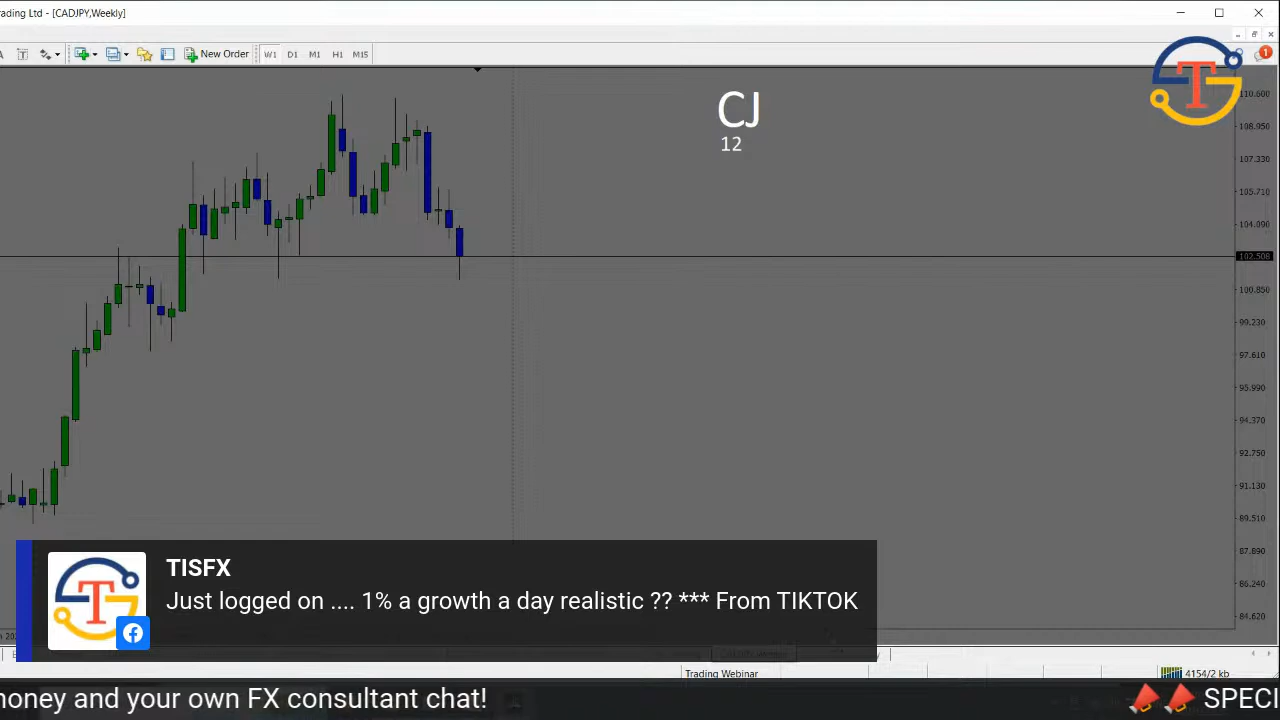 rading Ltd - [CADJPY,Weekly]
New Order
W1 D1 M1 H1 M15
1
CJ
12
T
110.600
108.950
107.330
105.711
104.090
102.508
100.850
99.230
97.610
95.990
94.370
92.750
91.130
89.510
87.890
86.240
84.620
TISFX
Just logged on .... 1% a growth a day realistic ?? *** From TIKTOK
Trading Webinar
4154/2 kb
money and your own FX consultant chat!
SPECI